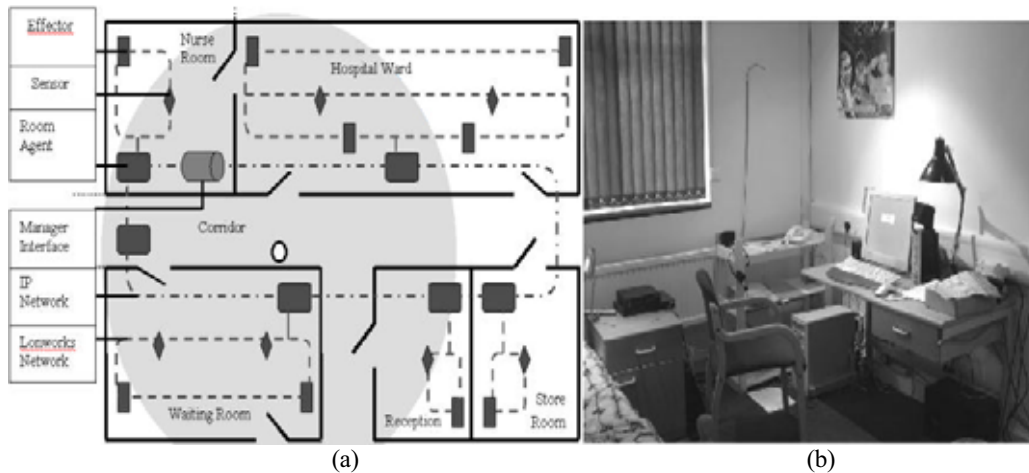 Effector
Sensor
Room
Agent
Manager
Interface
IP
Network
Lonworks
Network
Nurse
Room
Hospital Ward
Corridor
Waiting Room
Reception
Store
Room
(a)
(b)